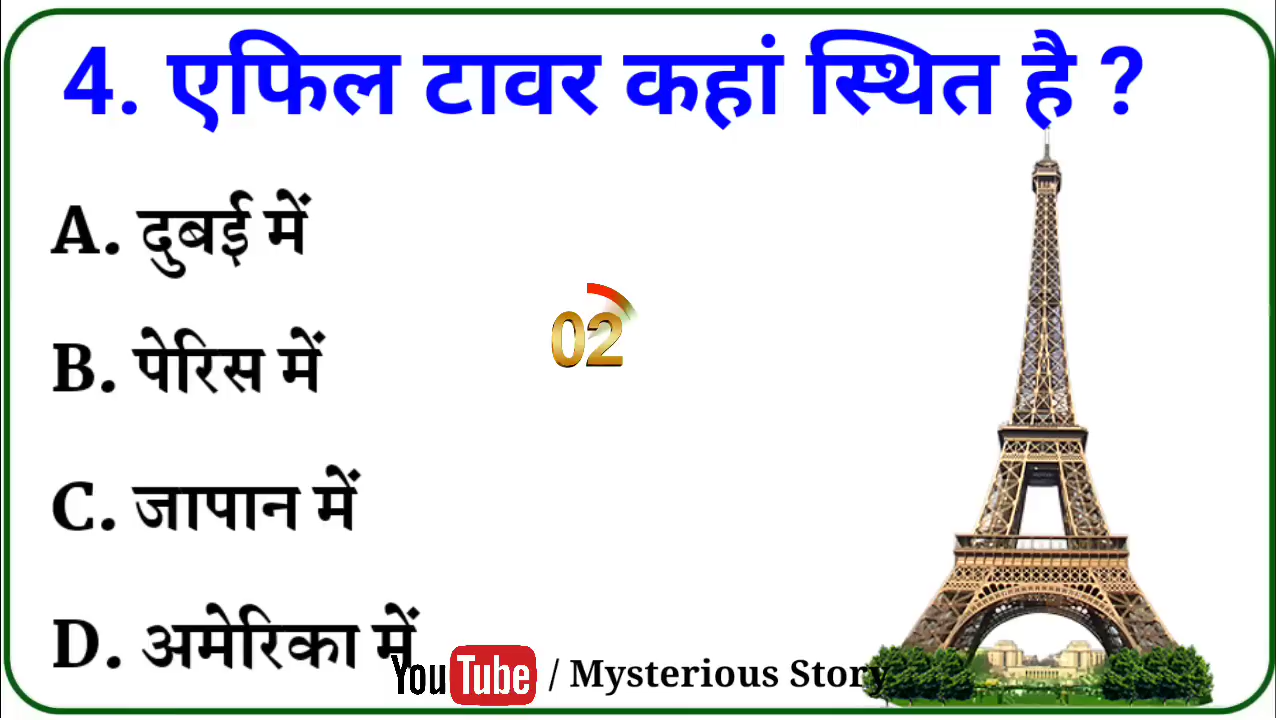 4. एफिल टावर कहां स्थित है ?
A. दुबई में
B. पेरिस में
02
C. जापान में
D. अमेरिका में
YouTube / Mysterious Story